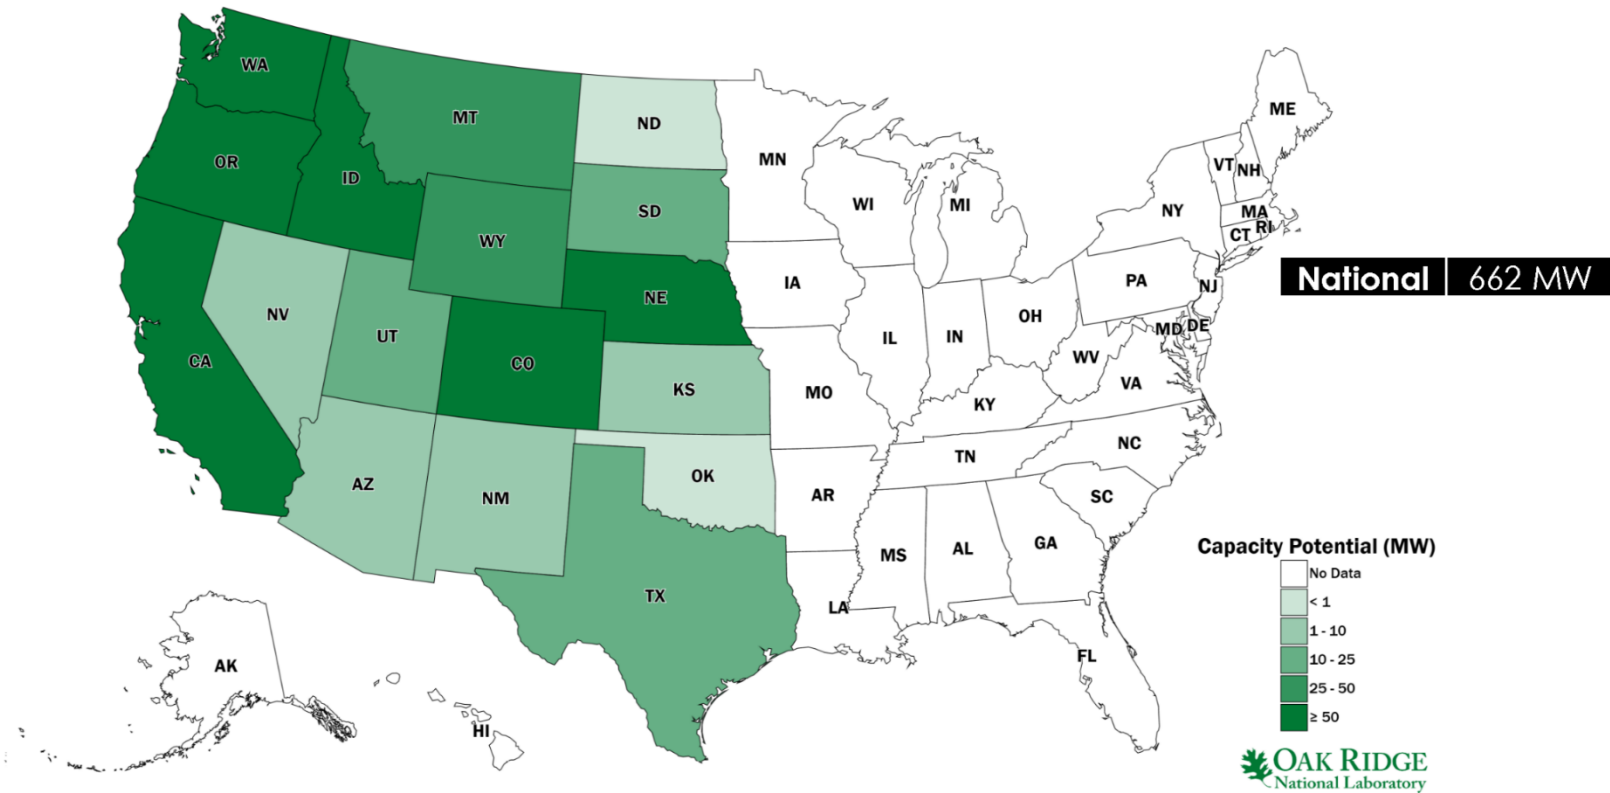 WA
MT
ND
ME
MN
OR
VT
NH
ID
SD
WI
MI
NY
MA
RI
CT
WY
National 662 MW
IA
PA
NJ
NE
NV
OH
MD
DE
UT
IL
IN
WV
CA
CO
KS
MO
VA
KY
NC
TN
OK
AZ
NM
AR
SC
MS
AL
GA
Capacity Potential (MW)
No Data
< 1
1 - 10
10 - 25
25 - 50
≥ 50
TX
LA
FL
AK
HI
OAK RIDGE
National Laboratory